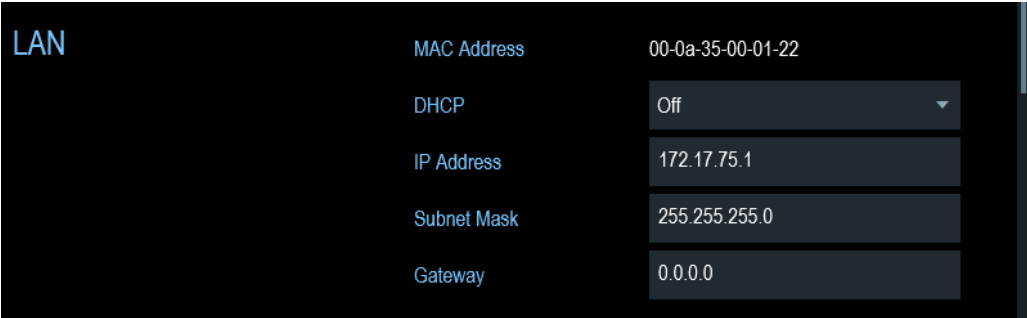 LAN
MAC Address 00-0a-35-00-01-22
DHCP Off
IP Address 172.17.75.1
Subnet Mask 255.255.255.0
Gateway 0.0.0.0